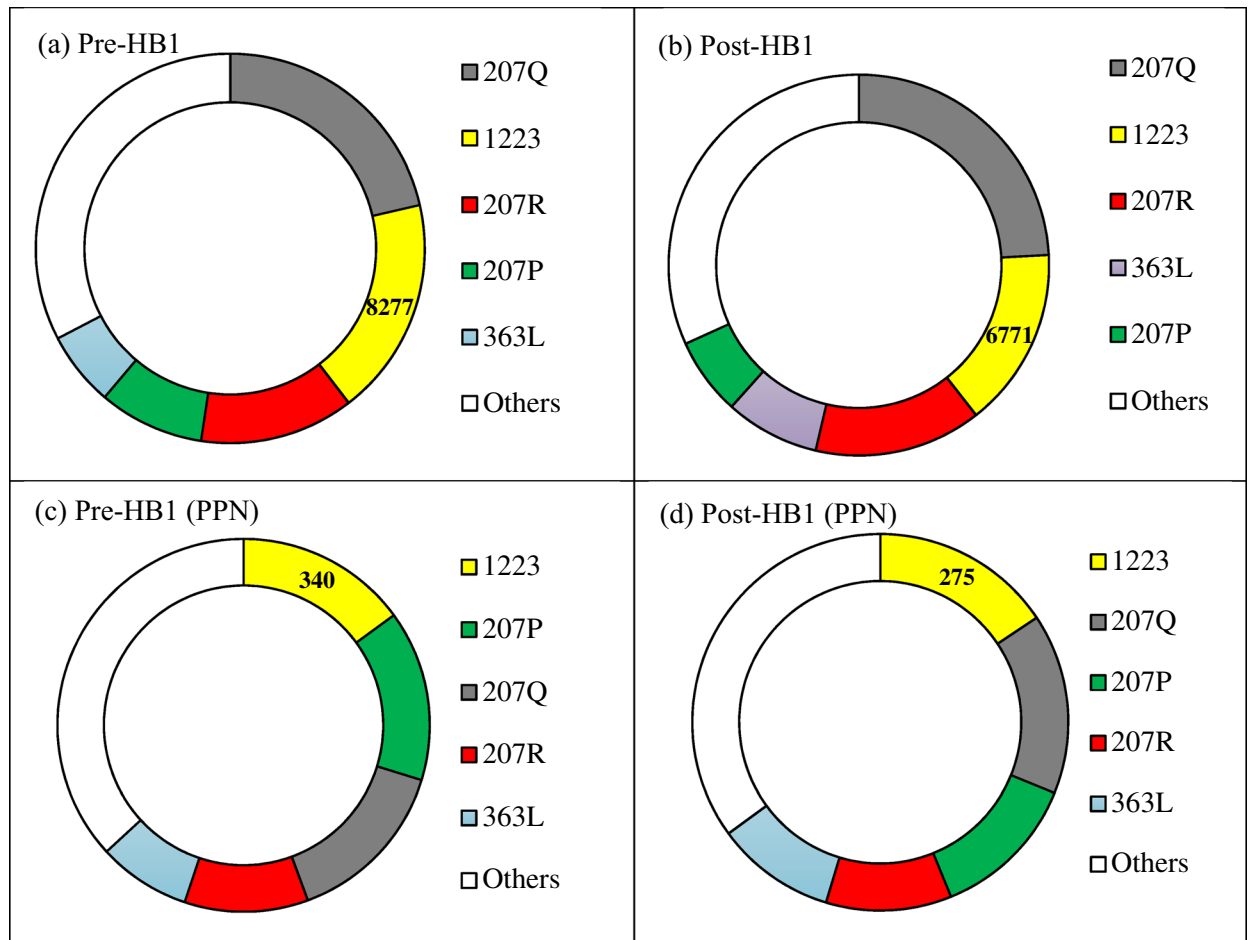 (a) Pre-HB1
207Q
1223
207R
207P
363L
Others
8277
(b) Post-HB1
207Q
1223
207R
363L
207P
Others
6771
(c) Pre-HB1 (PPN)
1223
207P
207Q
207R
363L
Others
340
(d) Post-HB1 (PPN)
1223
207Q
207P
207R
363L
Others
275